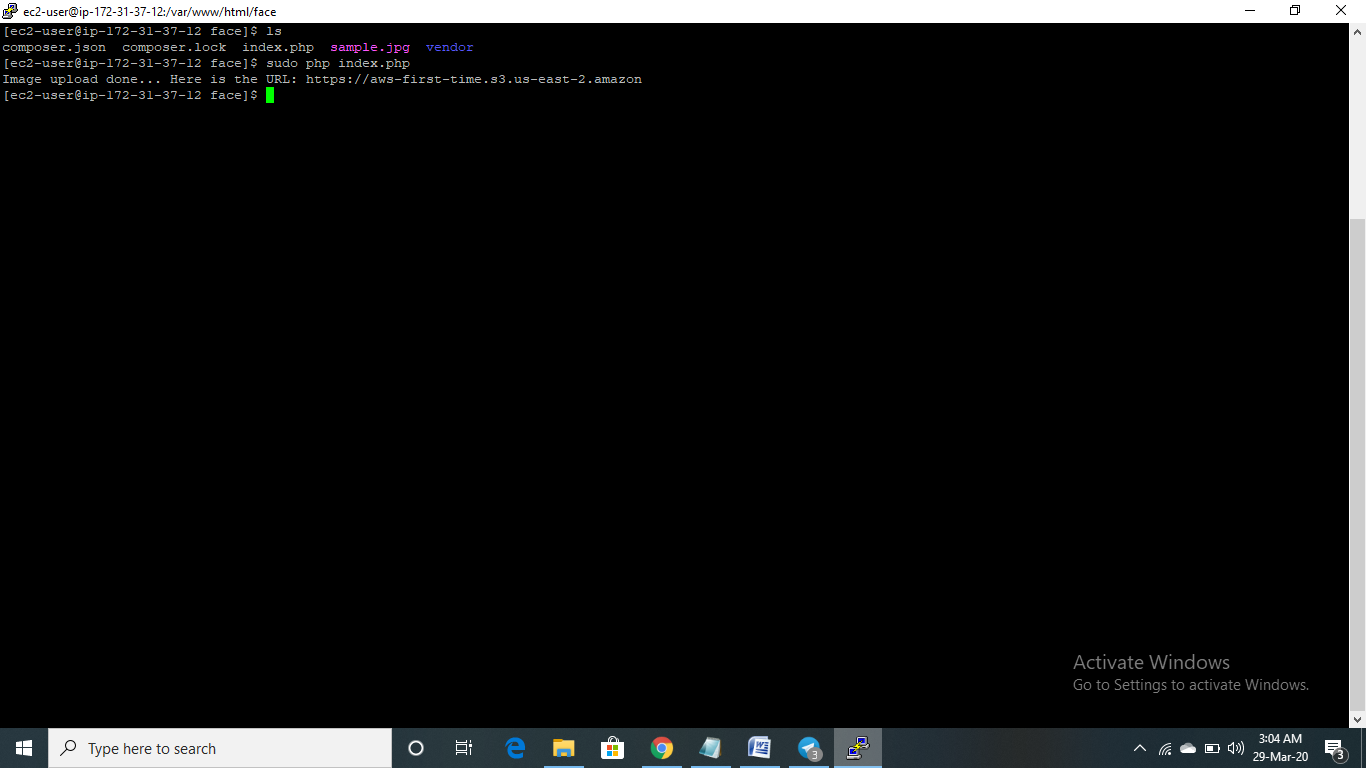 ec2-user@ip-172-31-37-12:/var/www/html/face
[ec2-user@ip-172-31-37-12 face]$ ls
composer.json  composer.lock  index.php  sample.jpg  vendor
[ec2-user@ip-172-31-37-12 face]$ sudo php index.php
Image upload done... Here is the URL: https://aws-first-time.s3.us-east-2.amazon
[ec2-user@ip-172-31-37-12 face]$
Activate Windows
Go to Settings to activate Windows.
Type here to search
3
3:04 AM
29-Mar-20
3